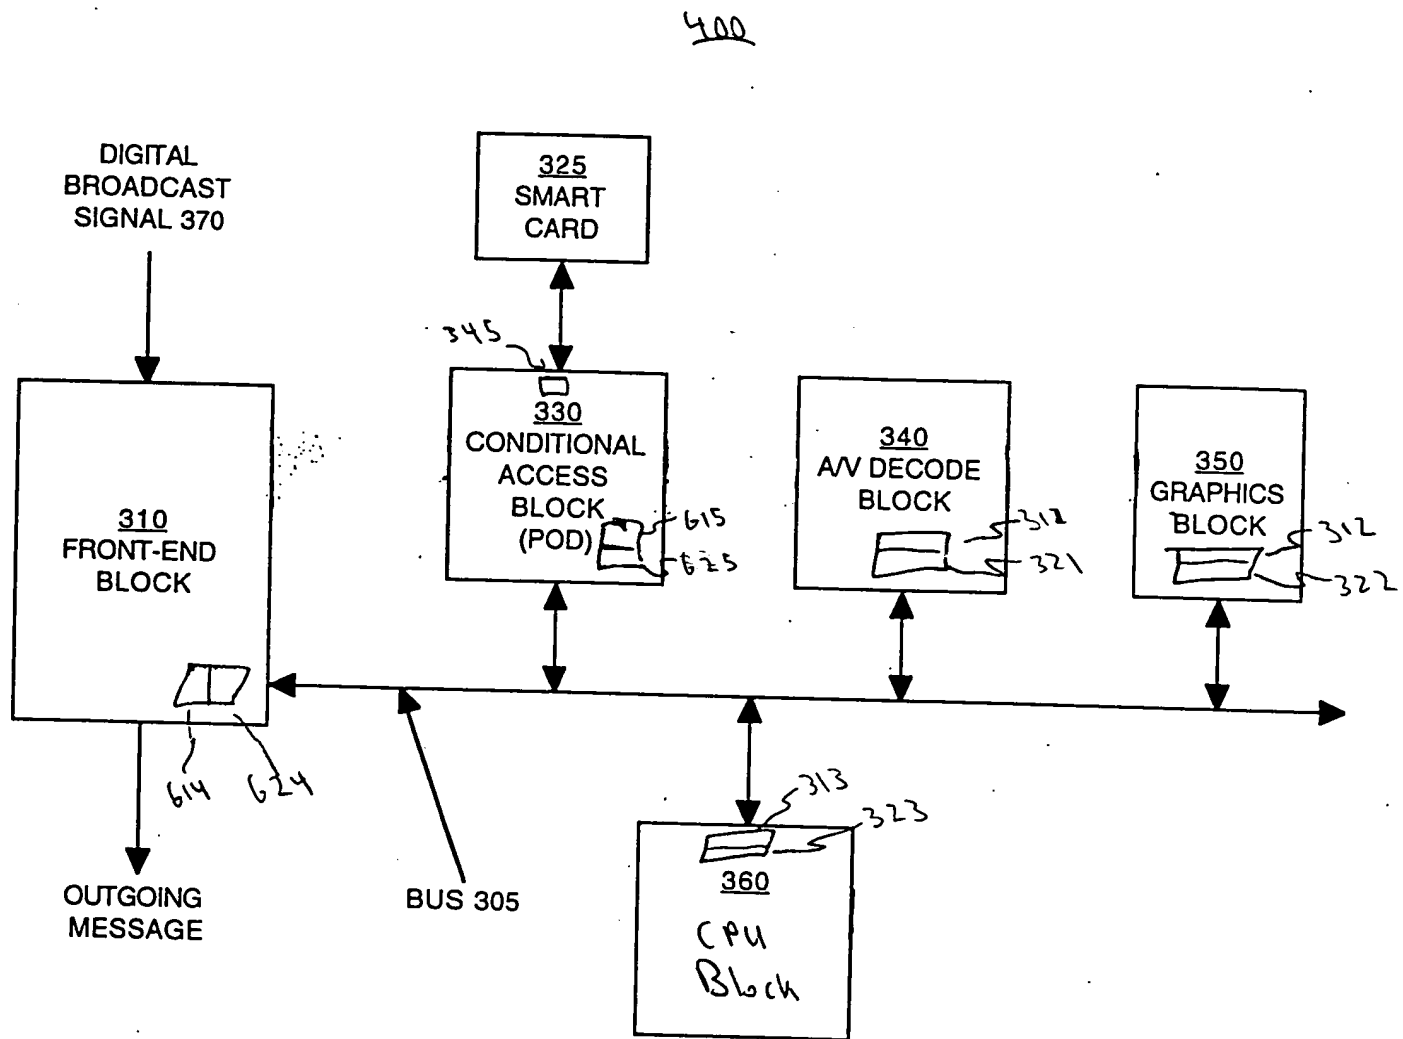 400
DIGITAL
BROADCAST
SIGNAL 370
325
SMART
CARD
345
330
CONDITIONAL
ACCESS
BLOCK
(POD)
615
625
340
A/V DECODE
BLOCK
312
321
350
GRAPHICS
BLOCK
312
322
310
FRONT-END
BLOCK
614
624
313
323
OUTGOING
MESSAGE
BUS 305
360
CPU
Block